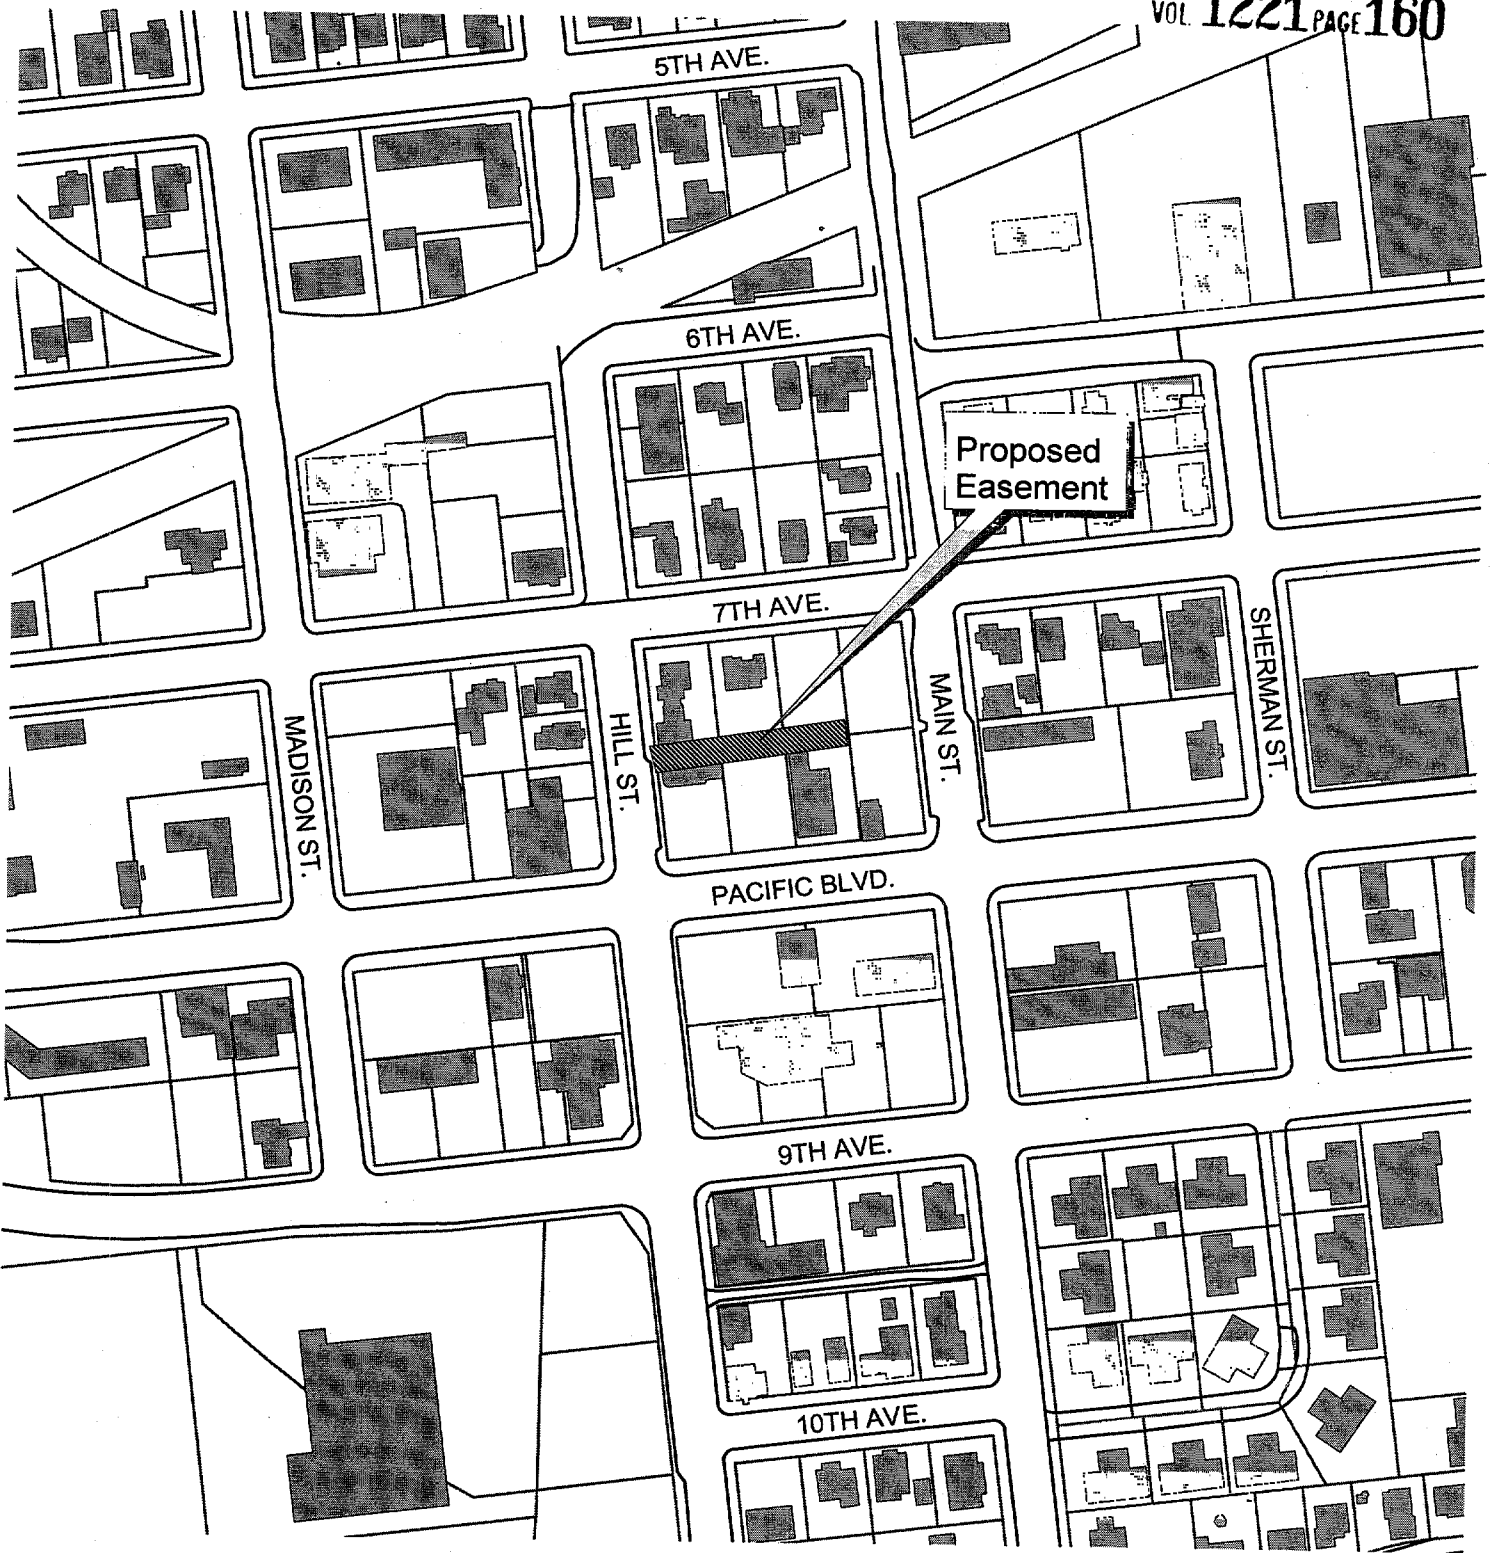 VOL. 1221 PAGE 160
5TH AVE.
6TH AVE.
Proposed
Easement
7TH AVE.
SHERMAN ST.
MAIN ST.
HILL ST.
MADISON ST.
PACIFIC BLVD.
9TH AVE.
10TH AVE.